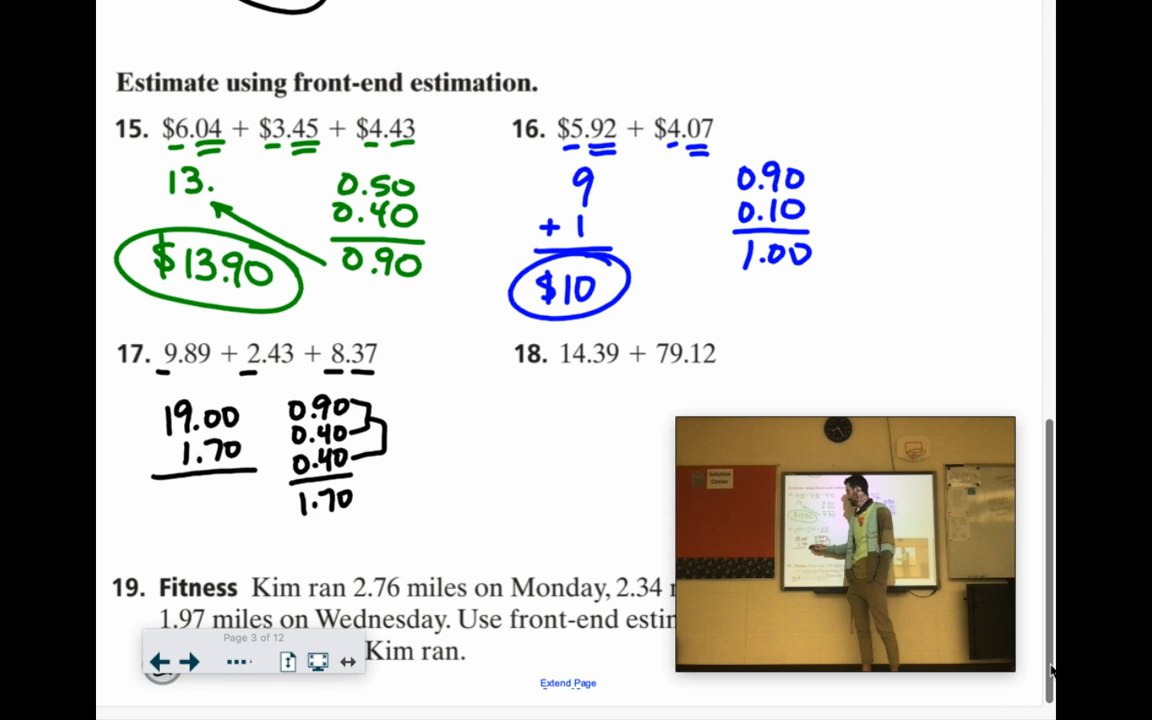 Estimate using front-end estimation.
15. $6.04 + $3.45 + $4.43
16. $5.92 + $4.07
13.
0.50
0.40
0.90
$13.90
9
+ 1
$10
0.90
0.10
1.00
17. 9.89 + 2.43 + 8.37
18. 14.39 + 79.12
19.00
1.70
0.90
0.40
0.40
1.70
Solution
Center
19. Fitness Kim ran 2.76 miles on Monday, 2.34
1.97 miles on Wednesday. Use front-end
Kim ran.
Page 3 of 12
Extend Page